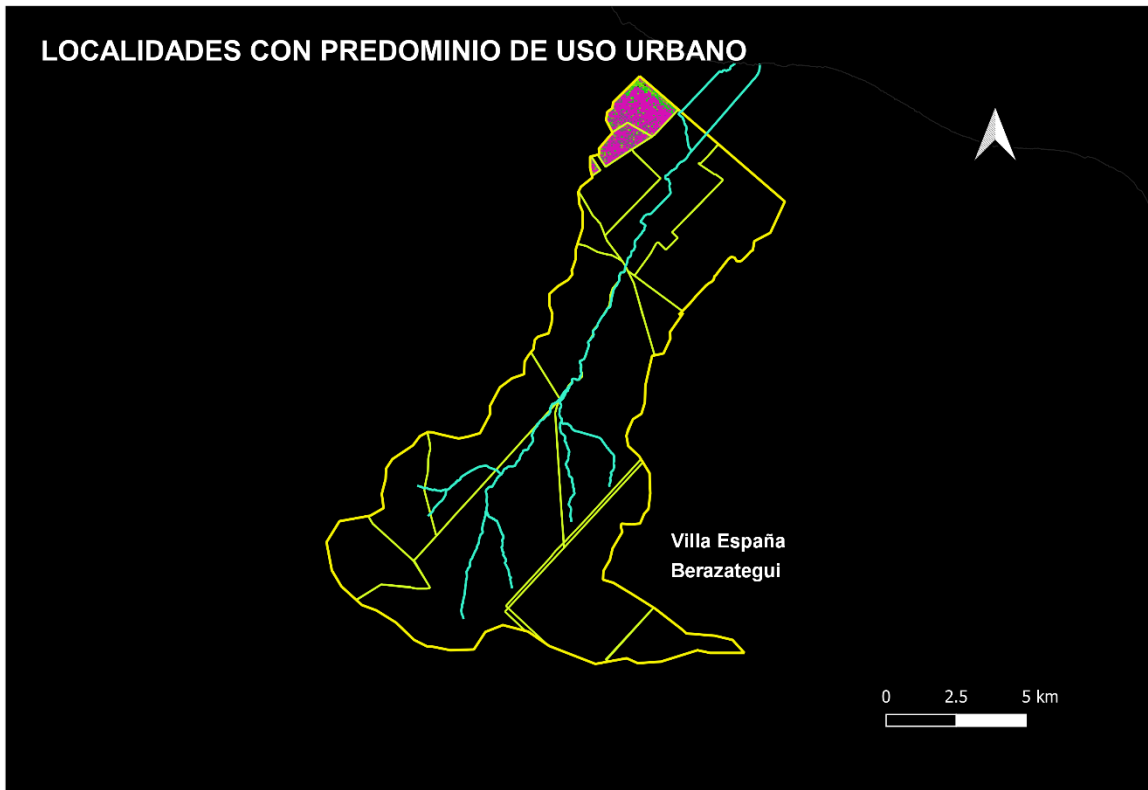 LOCALIDADES CON PREDOMINIO DE USO URBANO
Villa España
Berazategui
0 2.5 5 km